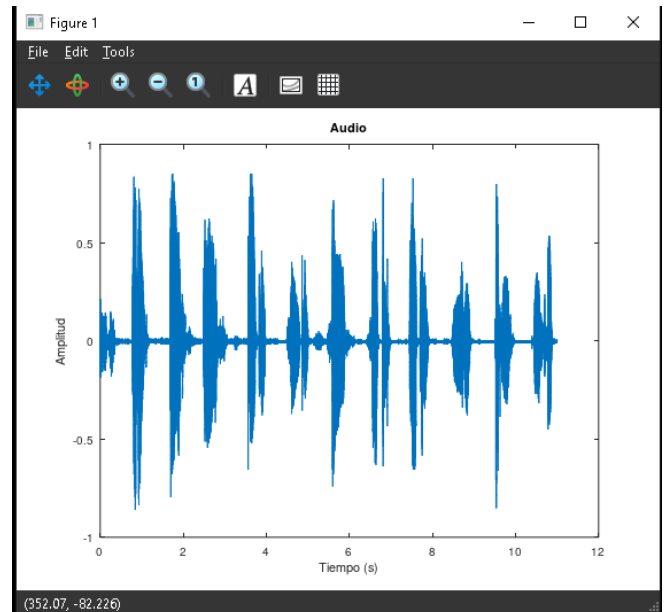 Figure 1
File Edit Tools
A
Audio
1
0.5
0
-0.5
-1
Amplitud
0 2 4 6 8 10 12
Tiempo (s)
(352.07, -82.226)